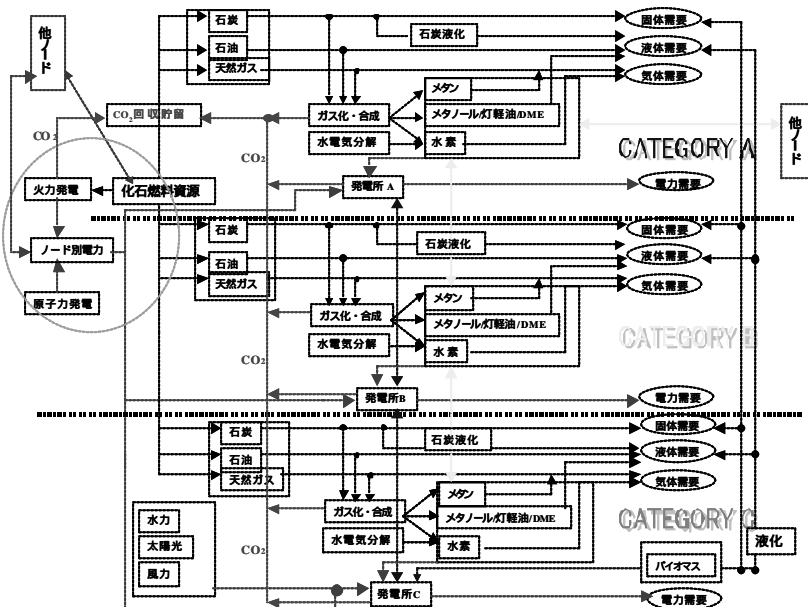 他ノード
石炭
石油
天然ガス
石炭液化
固体需要
液体需要
気体需要
メタン
メタノール/灯軽油/DME
水素
ガス化・合成
水電気分解
CO2回収貯留
CO2
CO2
他ノード
CATEGORY A
火力発電
化石燃料資源
発電所A
電力需要
ノード別電力
原子力発電
石炭
石油
天然ガス
石炭液化
固体需要
液体需要
気体需要
メタン
メタノール/灯軽油/DME
水素
ガス化・合成
水電気分解
CATEGORY B
CO2
発電所B
電力需要
石炭
石油
天然ガス
石炭液化
固体需要
液体需要
気体需要
メタン
メタノール/灯軽油/DME
水素
ガス化・合成
水電気分解
CATEGORY C
液化
水力
太陽光
風力
CO2
バイオマス
発電所C
電力需要